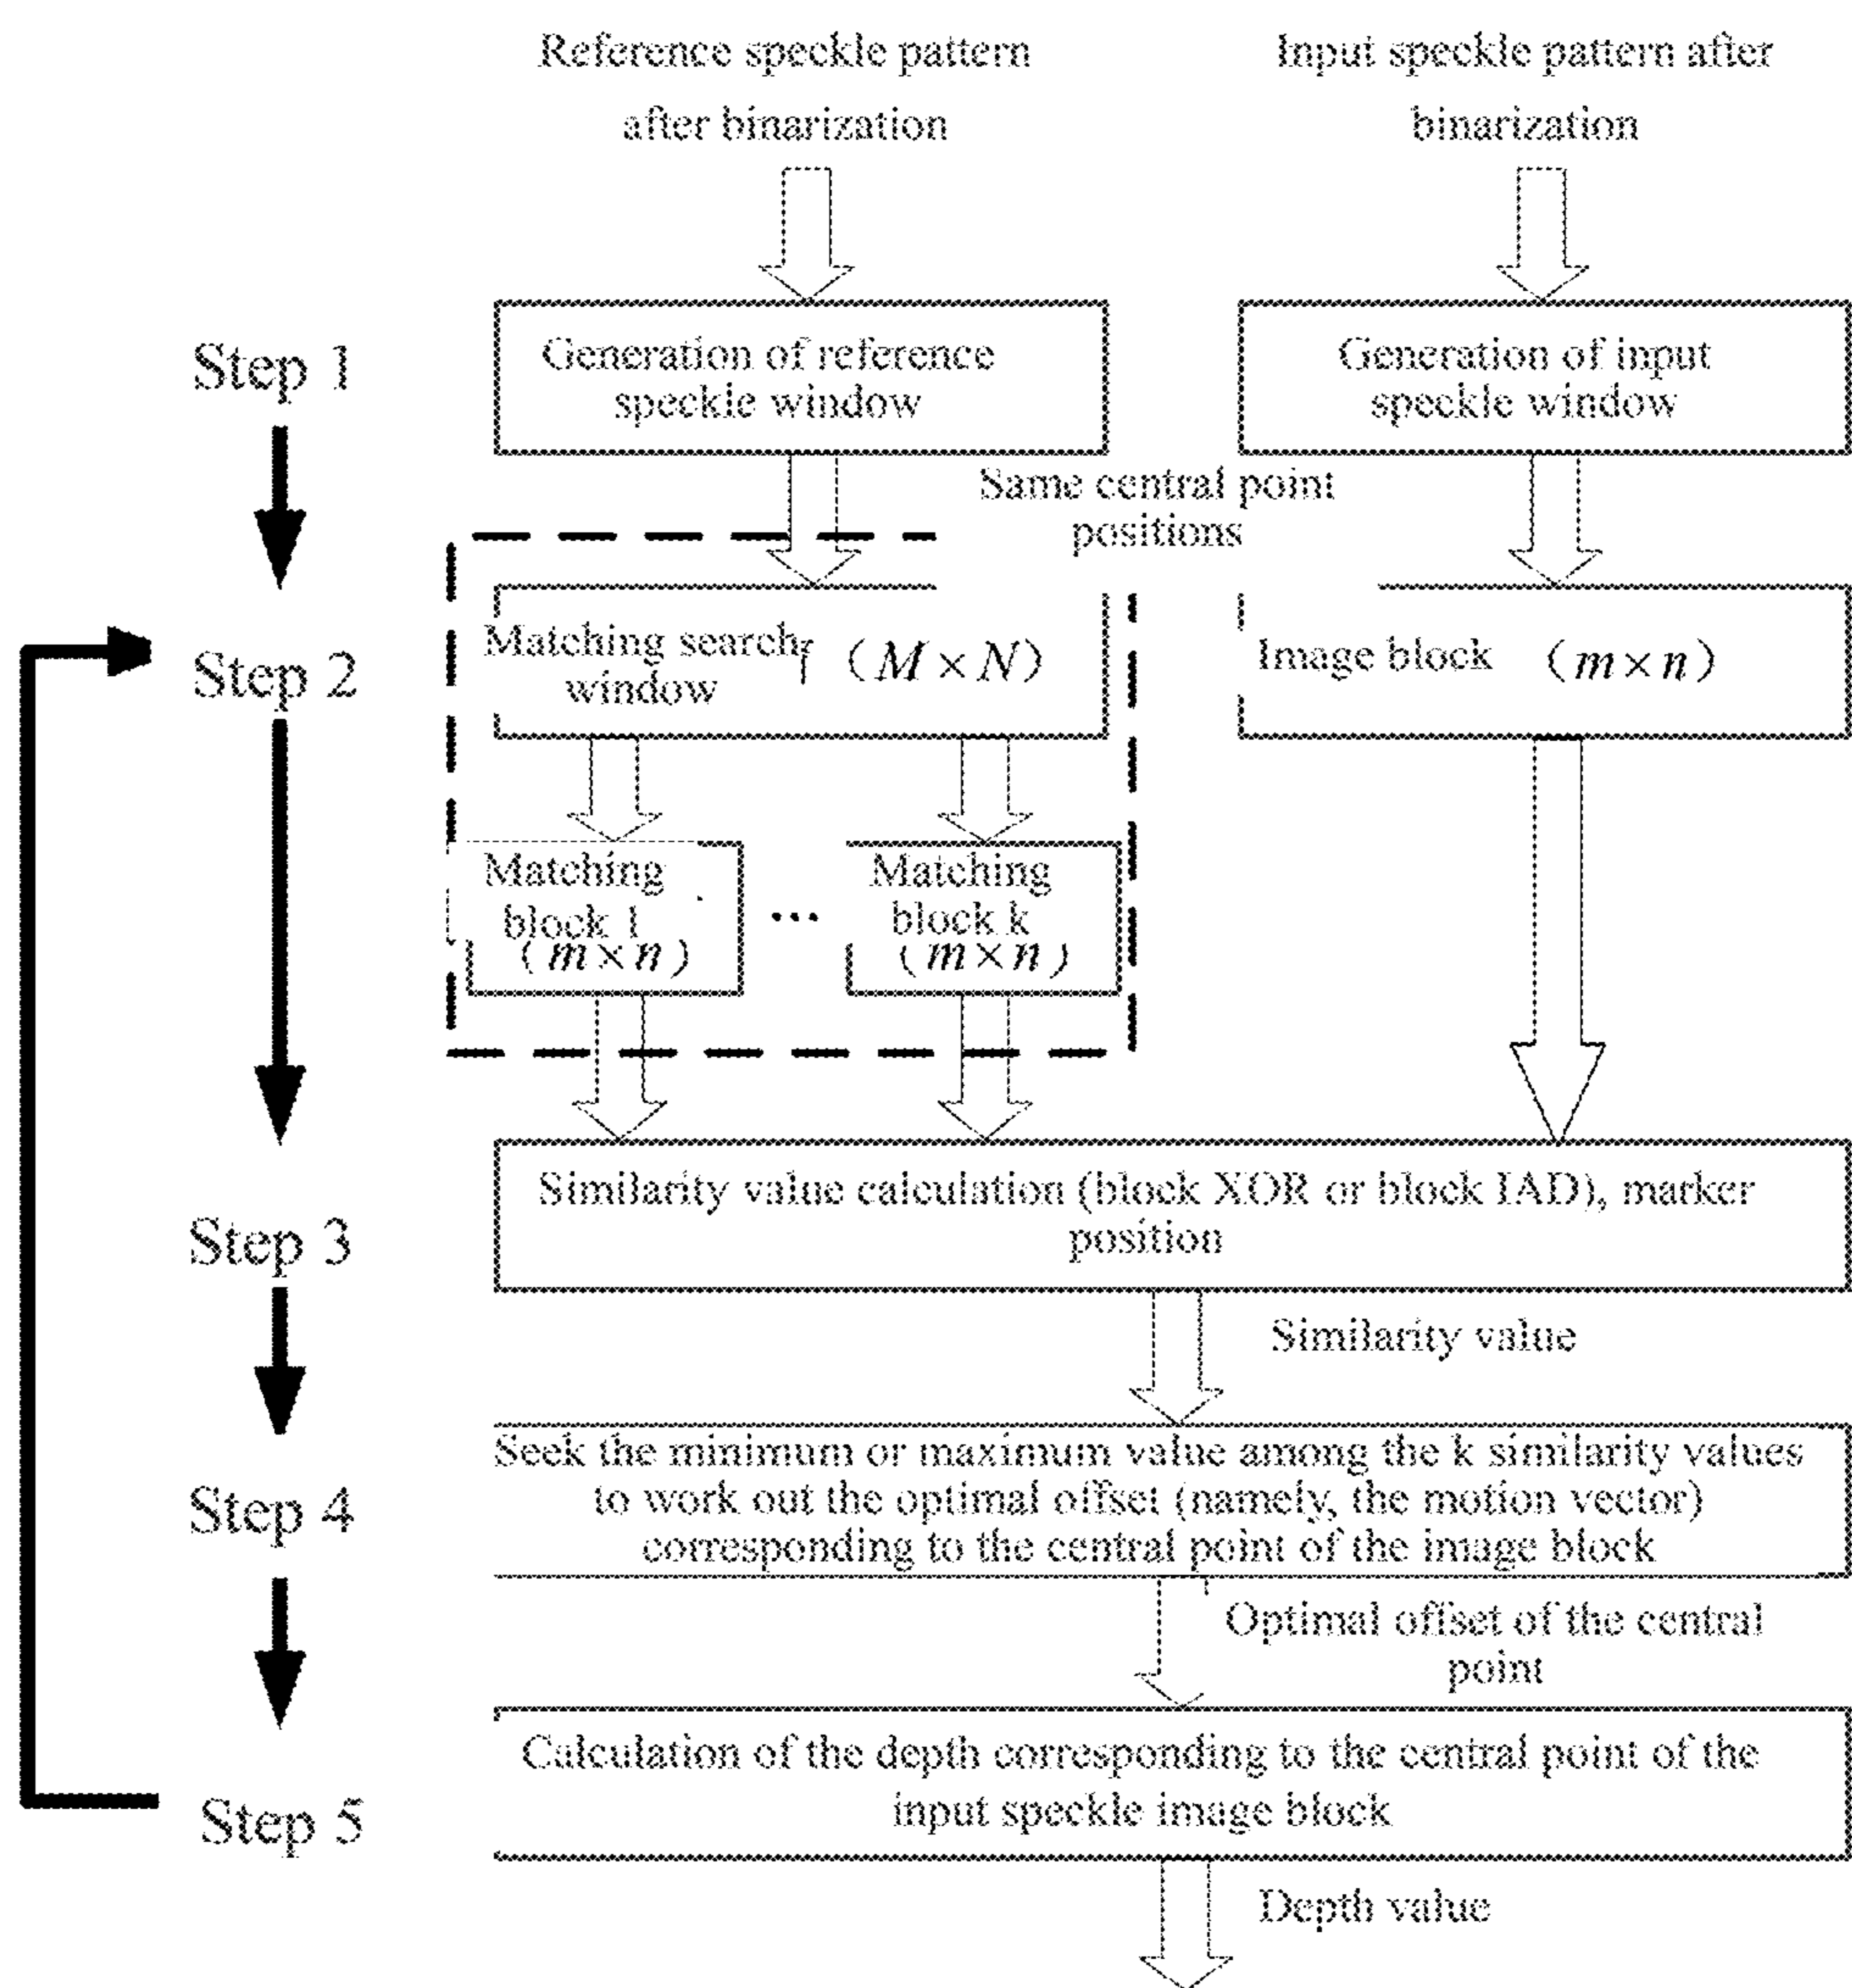 Reference speckle pattern
after binarization
Input speckle pattern after
binarization
Step 1
Generation of reference
speckle window
Generation of input
speckle window
Same central point
positions
Step 2
Matching search
window
(M × N)
Image block (m × n)
Matching
block 1
(m × n)
...
Matching
block k
(m × n)
Step 3
Similarity value calculation (block XOR or block IAD), marker
position
Similarity value
Step 4
Seek the minimum or maximum value among the k similarity values
to work out the optimal offset (namely, the motion vector)
corresponding to the central point of the image block
Optimal offset of the central
point
Step 5
Calculation of the depth corresponding to the central point of the
input speckle image block
Depth value